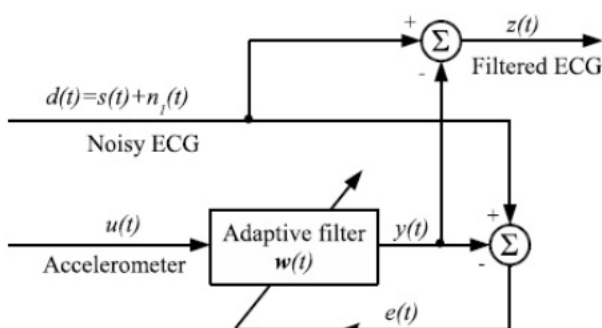 +
z(t)
Σ
-
Filtered ECG
d(t)=s(t)+n₁(t)
Noisy ECG
+
u(t)
Adaptive filter
y(t)
Σ
w(t)
-
Accelerometer
e(t)